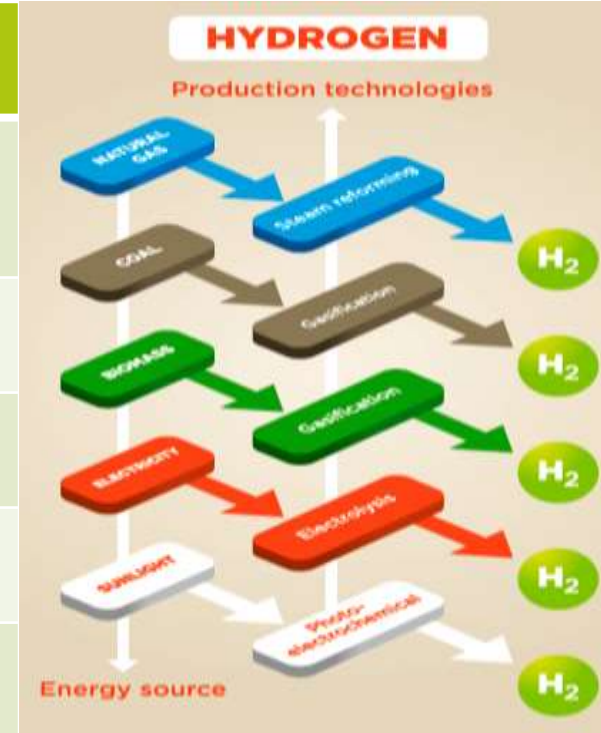 HYDROGEN
Production technologies
NATURAL
GAS
Steam reforming
H2
COAL
Gasification
H2
BIOMASS
Gasification
H2
ELECTRICITY
Electrolysis
H2
SUNLIGHT
Photo-
electrochemical
H2
Energy source